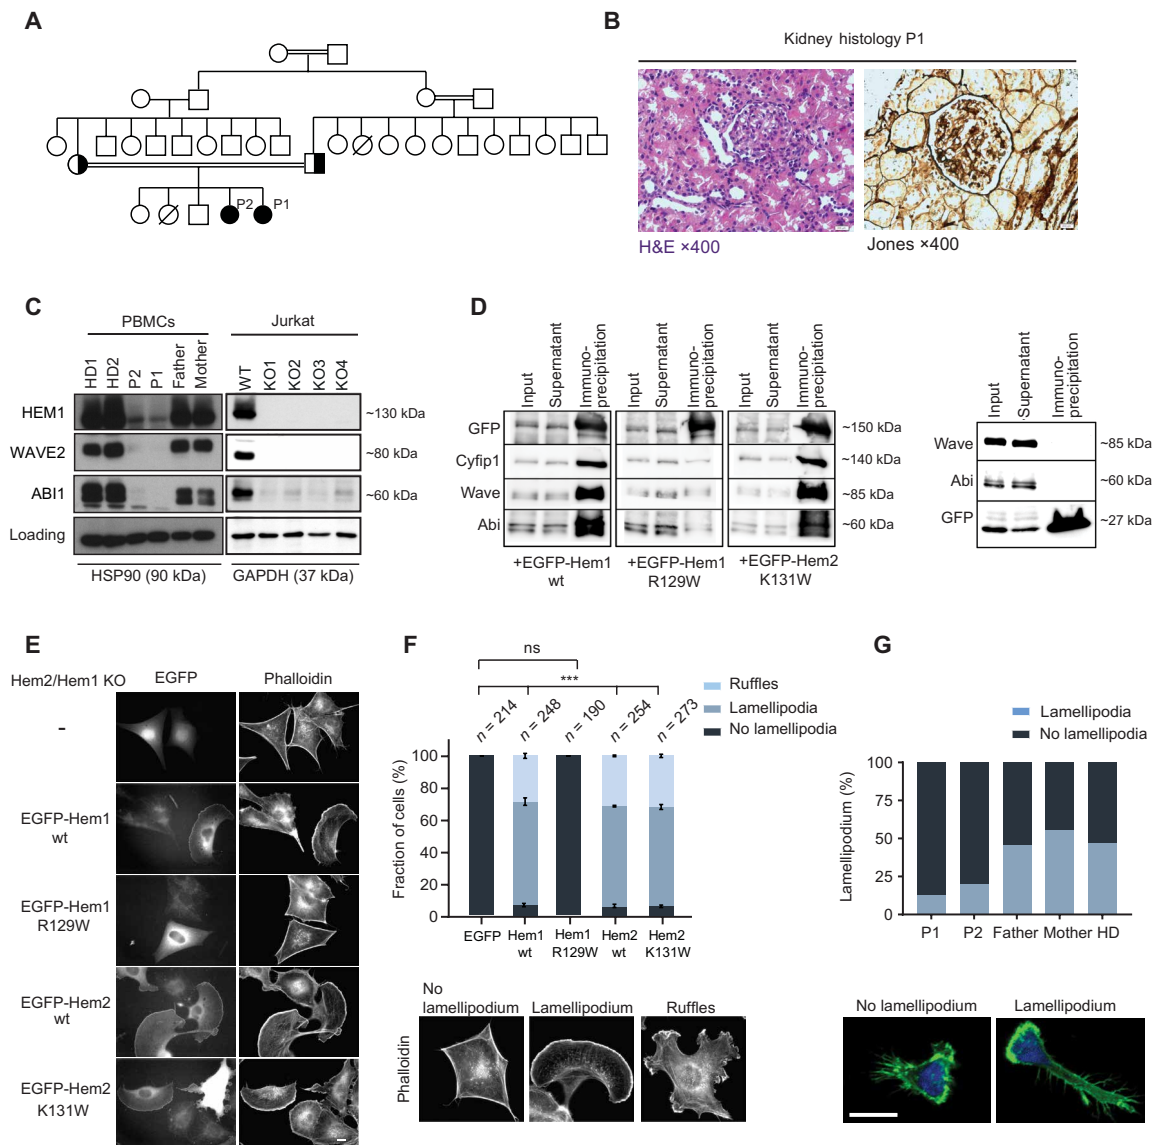 A
P2
P1
B
Kidney histology P1
H&E ×400
Jones ×400
C
PBMCs
Jurkat
HD1
HD2
P2
P1
Father
Mother
WT
KO1
KO2
KO3
KO4
HEM1
~130 kDa
WAVE2
~80 kDa
ABI1
~60 kDa
Loading
HSP90 (90 kDa)
GAPDH (37 kDa)
D
Input
Supernatant
Immuno-
precipitation
Input
Supernatant
Immuno-
precipitation
Input
Supernatant
Immuno-
precipitation
GFP
~150 kDa
Cyfip1
~140 kDa
Wave
~85 kDa
Abi
~60 kDa
+EGFP-Hem1
wt
+EGFP-Hem1
R129W
+EGFP-Hem2
K131W
Input
Supernatant
Immuno-
precipitation
Wave
~85 kDa
Abi
~60 kDa
GFP
~27 kDa
E
Hem2/Hem1 KO
EGFP
Phalloidin
-
EGFP-Hem1
wt
EGFP-Hem1
R129W
EGFP-Hem2
wt
EGFP-Hem2
K131W
F
ns
***
n = 214
n = 248
n = 190
n = 254
n = 273
Ruffles
Lamellipodia
No lamellipodia
Fraction of cells (%)
100
80
60
40
20
0
EGFP
Hem1
wt
Hem1
R129W
Hem2
wt
Hem2
K131W
No
lamellipodium
Lamellipodium
Ruffles
Phalloidin
G
Lamellipodia
No lamellipodia
Lamellipodium (%)
100
75
50
25
0
P1
P2
Father
Mother
HD
No lamellipodium
Lamellipodium